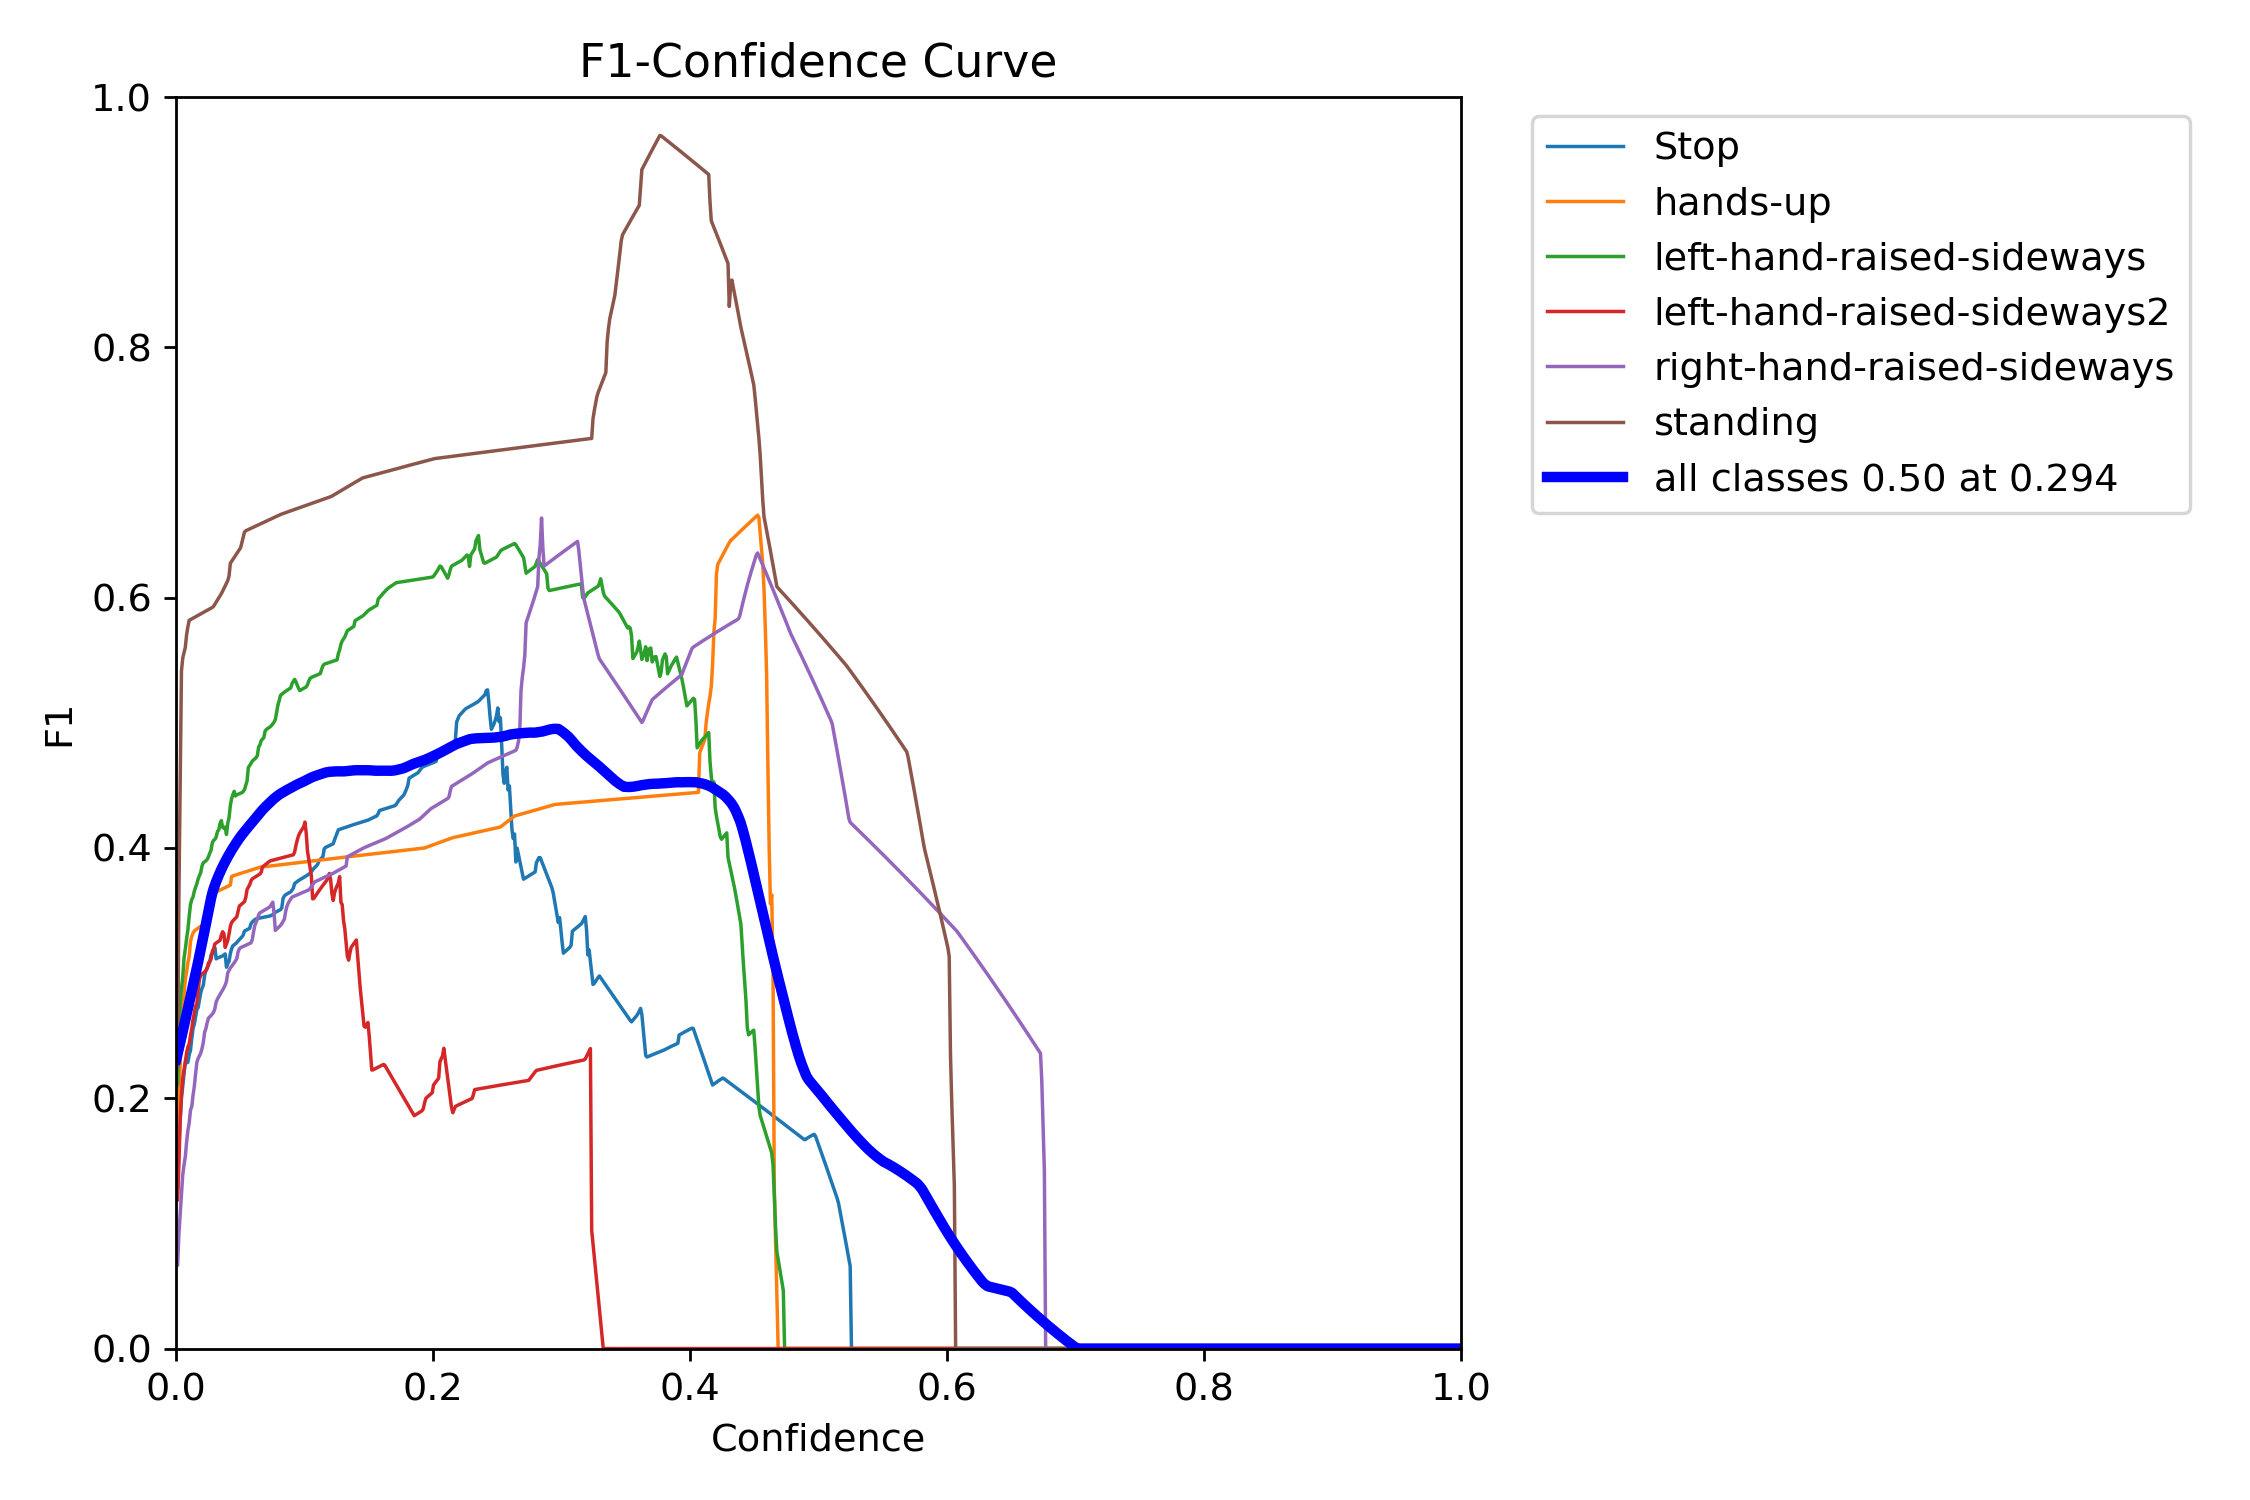 F1-Confidence Curve
1.0
0.8
0.6
0.4
0.2
0.0
F1
0.0 0.2 0.4 0.6 0.8 1.0
Confidence
Stop
hands-up
left-hand-raised-sideways
left-hand-raised-sideways2
right-hand-raised-sideways
standing
all classes 0.50 at 0.294